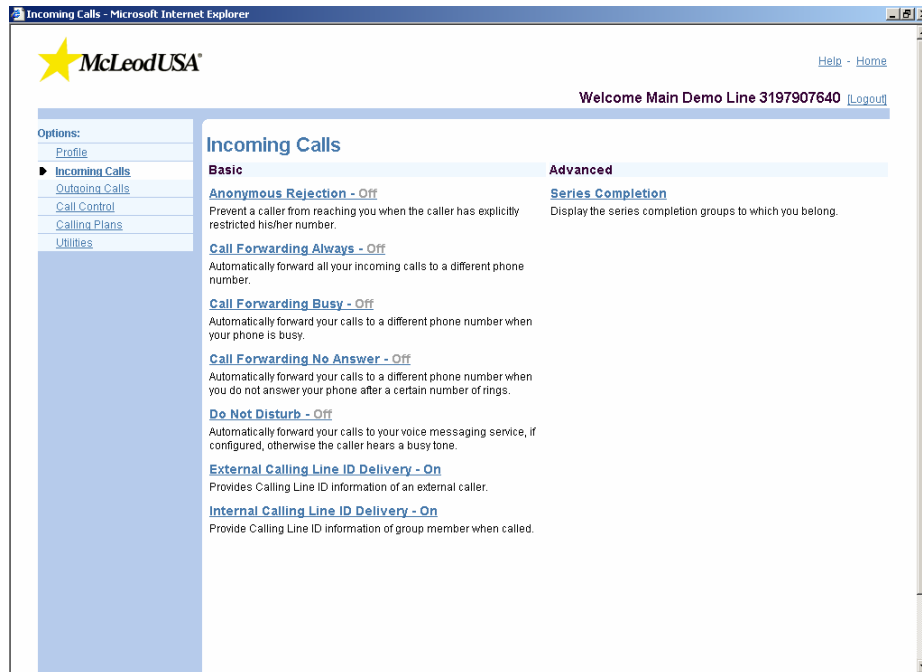 Incoming Calls - Microsoft Internet Explorer
McLeodUSA®
Help - Home
Welcome Main Demo Line 3197907640 [Logout]
Options:
Profile
Incoming Calls
Outgoing Calls
Call Control
Calling Plans
Utilities
Incoming Calls
Basic
Anonymous Rejection - Off
Prevent a caller from reaching you when the caller has explicitly
restricted his/her number.
Call Forwarding Always - Off
Automatically forward all your incoming calls to a different phone
number.
Call Forwarding Busy - Off
Automatically forward your calls to a different phone number when
your phone is busy.
Call Forwarding No Answer - Off
Automatically forward your calls to a different phone number when
you do not answer your phone after a certain number of rings.
Do Not Disturb - Off
Automatically forward your calls to your voice messaging service, if
configured, otherwise the caller hears a busy tone.
External Calling Line ID Delivery - On
Provides Calling Line ID information of an external caller.
Internal Calling Line ID Delivery - On
Provide Calling Line ID information of group member when called.
Advanced
Series Completion
Display the series completion groups to which you belong.